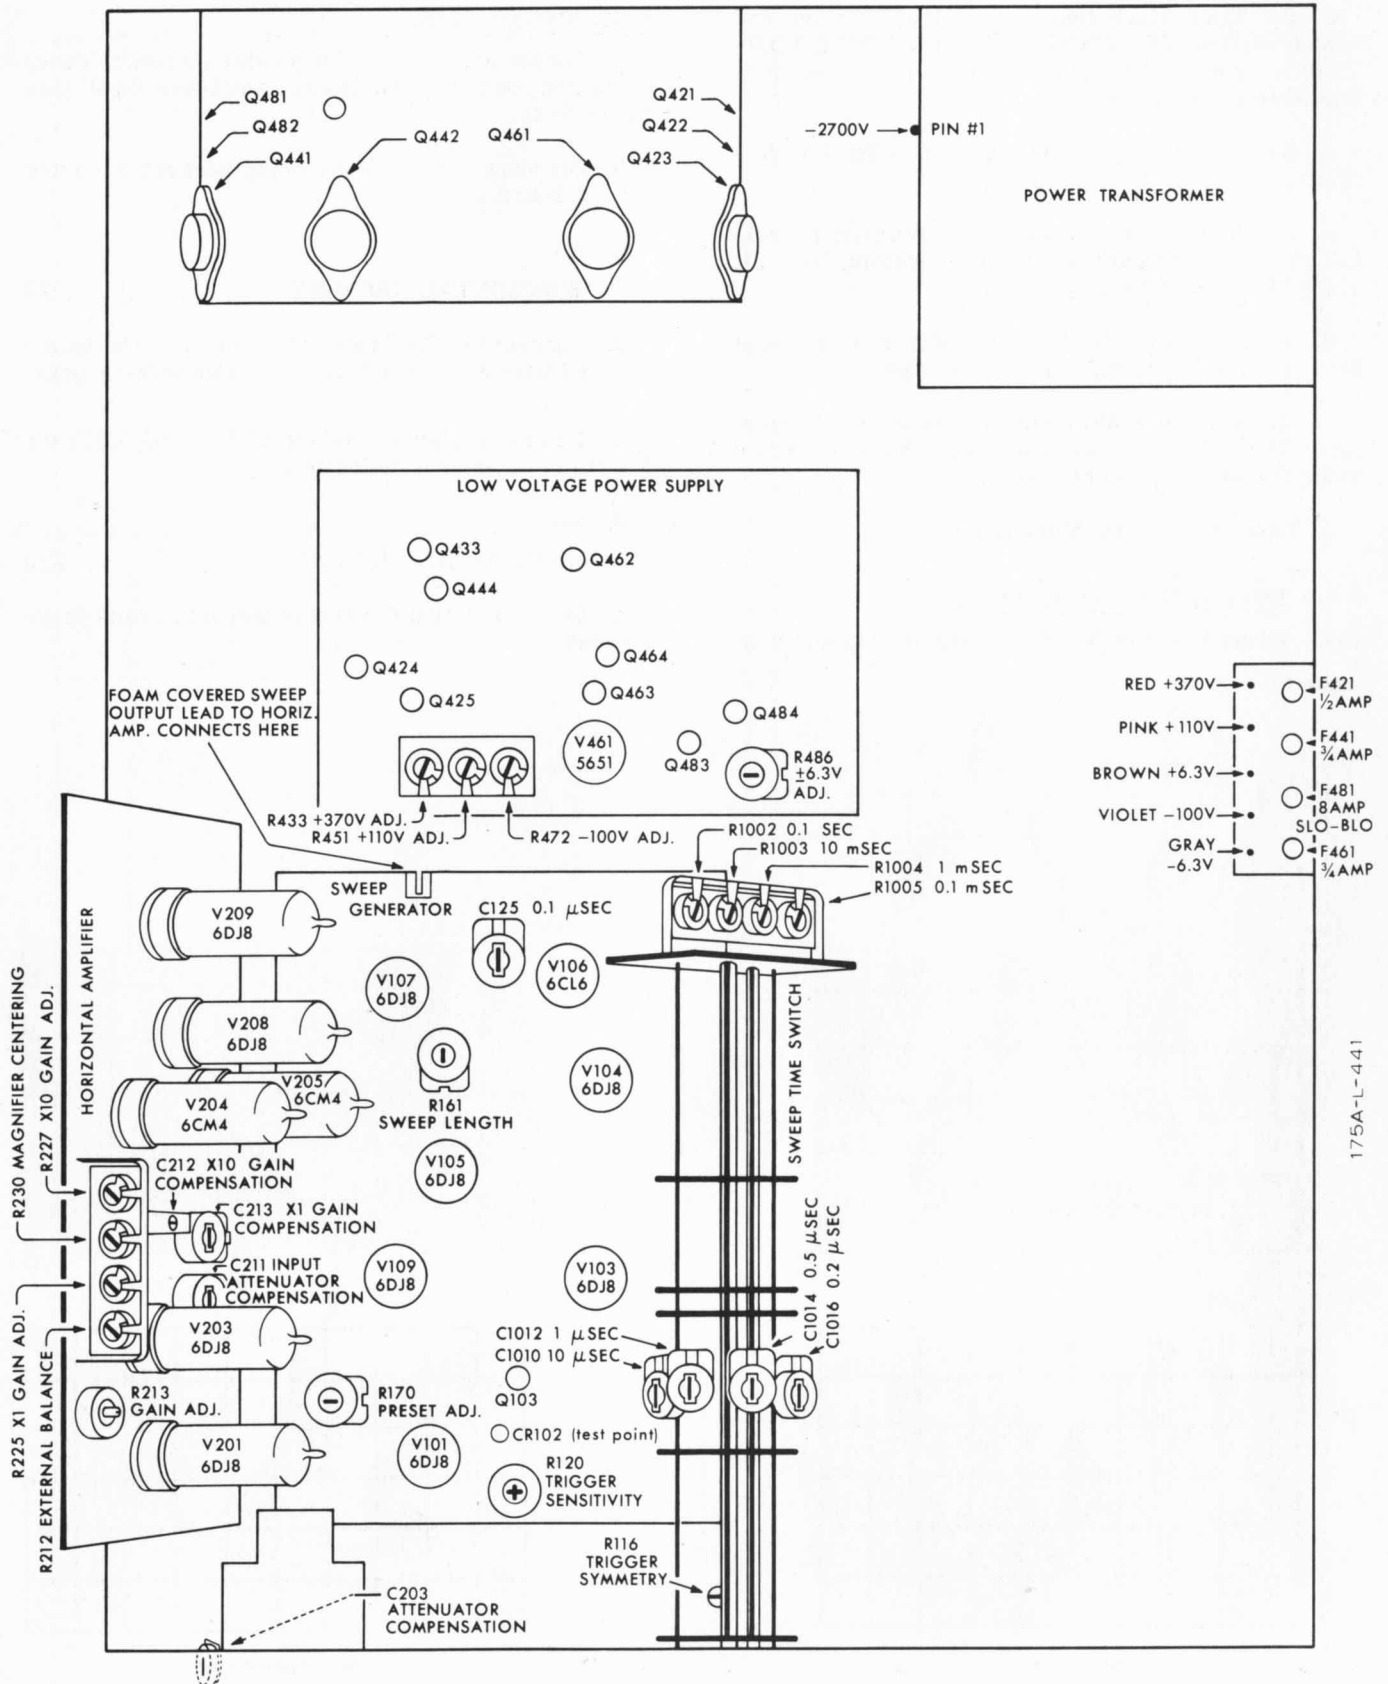 Q481
Q482
Q441
Q442
Q461
Q421
Q422
Q423
-2700V
PIN #1
POWER TRANSFORMER
LOW VOLTAGE POWER SUPPLY
Q433
Q462
Q444
Q424
Q464
Q425
Q463
Q484
V461
5651
Q483
R486
±6.3V
ADJ.
FOAM COVERED SWEEP
OUTPUT LEAD TO HORIZ.
AMP. CONNECTS HERE
R433 +370V ADJ.
R451 +110V ADJ.
R472 -100V ADJ.
RED +370V
PINK +110V
BROWN +6.3V
VIOLET -100V
GRAY
-6.3V
F421
½AMP
F441
¾AMP
F481
8AMP
SLO-BLO
F461
¾AMP
R1002 0.1 SEC
R1003 10 mSEC
R1004 1 mSEC
R1005 0.1 mSEC
SWEEP
GENERATOR
C125 0.1 µSEC
HORIZONTAL AMPLIFIER
V209
6DJ8
V107
6DJ8
V106
6CL6
V208
6DJ8
V205
6CM4
V204
6CM4
R161
SWEEP LENGTH
V104
6DJ8
V105
6DJ8
SWEEP TIME SWITCH
R227 X10 GAIN ADJ.
R230 MAGNIFIER CENTERING
R225 X1 GAIN ADJ.
R212 EXTERNAL BALANCE
C212 X10 GAIN
COMPENSATION
C213 X1 GAIN
COMPENSATION
C211 INPUT
ATTENUATOR
COMPENSATION
V109
6DJ8
V103
6DJ8
V203
6DJ8
C1012 1 µSEC
C1010 10 µSEC
C1014 0.5 µSEC
C1016 0.2 µSEC
R213
GAIN ADJ.
R170
PRESET ADJ.
Q103
CR102 (test point)
V201
6DJ8
V101
6DJ8
R120
TRIGGER
SENSITIVITY
R116
TRIGGER
SYMMETRY
C203
ATTENUATOR
COMPENSATION
175A-L-441